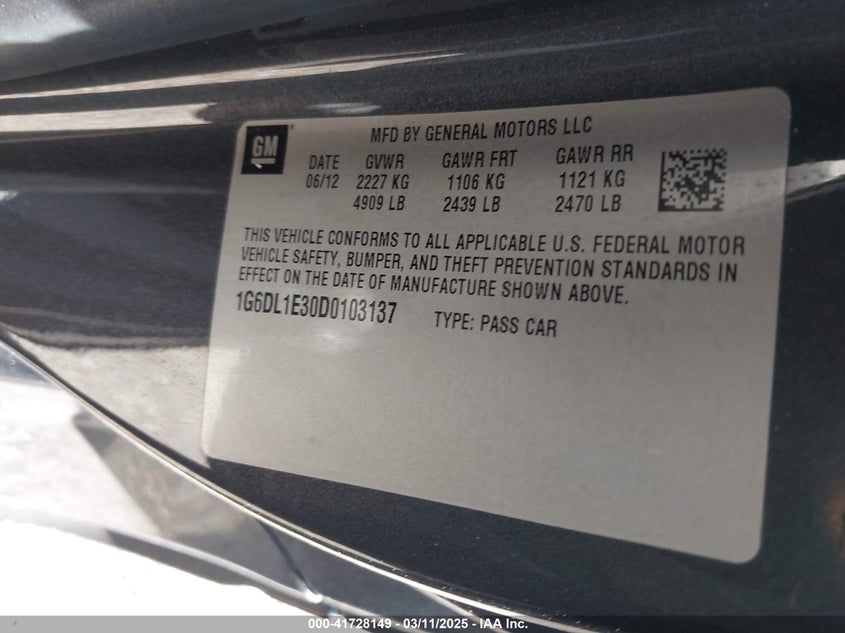 GM
MFD BY GENERAL MOTORS LLC
DATE GVWR GAWR FRT GAWR RR
06/12 2227 KG 1106 KG 1121 KG
4909 LB 2439 LB 2470 LB
THIS VEHICLE CONFORMS TO ALL APPLICABLE U.S. FEDERAL MOTOR
VEHICLE SAFETY, BUMPER, AND THEFT PREVENTION STANDARDS IN
EFFECT ON THE DATE OF MANUFACTURE SHOWN ABOVE.
1G6DL1E30D0103137 TYPE: PASS CAR
000-41728149 - 03/11/2025 - IAA Inc.